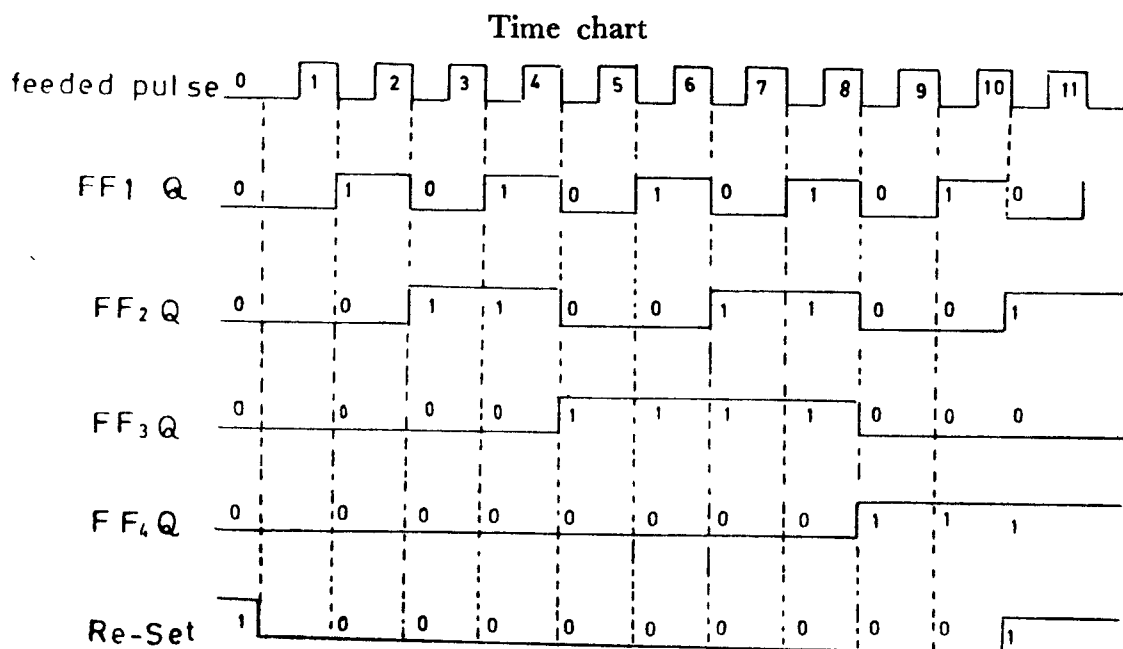 Time chart
feeded pulse 0 1 2 3 4 5 6 7 8 9 10 11
FF1 Q 0 1 0 1 0 1 0 1 0 1 0
FF2 Q 0 0 1 1 0 0 1 1 0 0 1
FF3 Q 0 0 0 0 1 1 1 1 0 0 0
FF4 Q 0 0 0 0 0 0 0 0 1 1 1
Re-Set 1 0 0 0 0 0 0 0 0 0 1